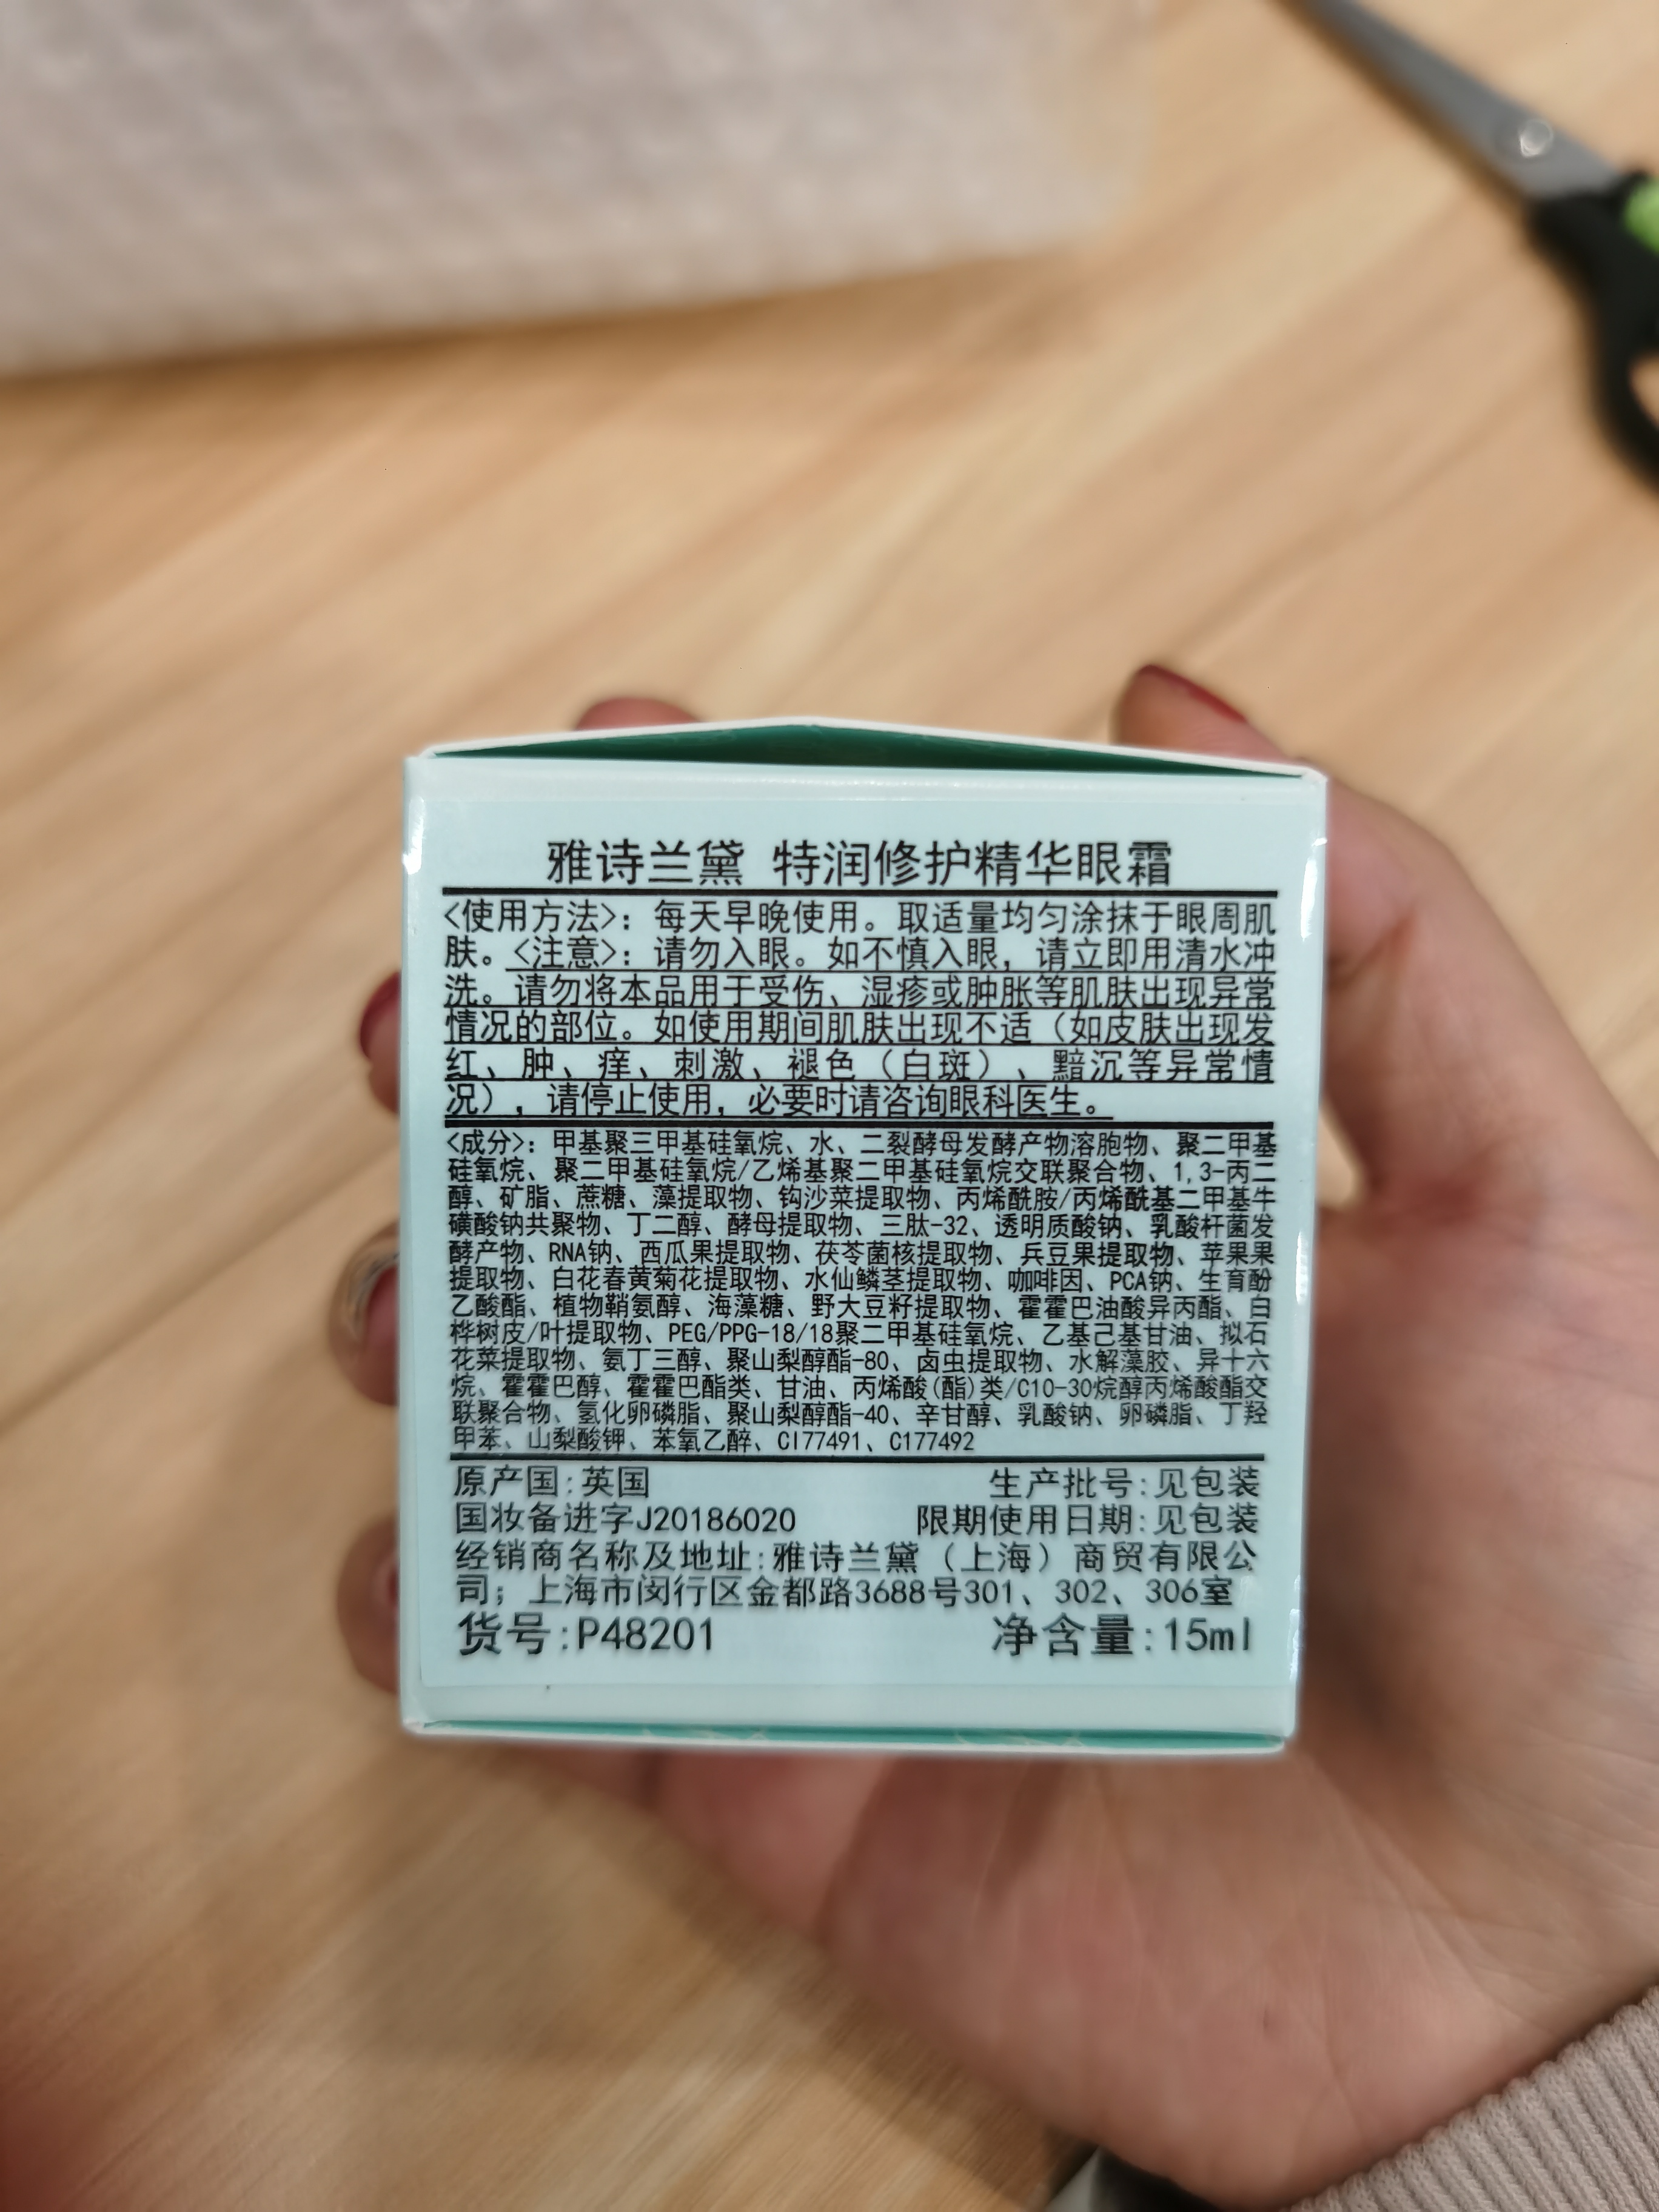 雅诗兰黛 特润修护精华眼霜
<使用方法>：每天早晚使用。取适量均匀涂抹于眼周肌
肤。<注意>：请勿入眼。如不慎入眼，请立即用清水冲
洗。请勿将本品用于受伤、湿疹或肿胀等肌肤出现异常
情况的部位。如使用期间肌肤出现不适（如皮肤出现发
红、肿、痒、刺激、褪色（白斑）、黯沉等异常情
况），请停止使用，必要时请咨询眼科医生。
<成分>：甲基聚三甲基硅氧烷、水、二裂酵母发酵产物溶胞物、聚二甲基
硅氧烷、聚二甲基硅氧烷/乙烯基聚二甲基硅氧烷交联聚合物、1,3-丙二
醇、矿脂、蔗糖、藻提取物、钩沙菜提取物、丙烯酰胺/丙烯酰基二甲基牛
磺酸钠共聚物、丁二醇、酵母提取物、三肽-32、透明质酸钠、乳酸杆菌发
酵产物、RNA钠、西瓜果提取物、茯苓菌核提取物、兵豆果提取物、苹果果
提取物、白花春黄菊花提取物、水仙鳞茎提取物、咖啡因、PCA钠、生育酚
乙酸酯、植物鞘氨醇、海藻糖、野大豆籽提取物、霍霍巴油酸异丙酯、白
桦树皮/叶提取物、PEG/PPG-18/18聚二甲基硅氧烷、乙基己基甘油、拟石
花菜提取物、氨丁三醇、聚山梨醇酯-80、卤虫提取物、水解藻胶、异十六
烷、霍霍巴醇、霍霍巴酯类、甘油、丙烯酸(酯)类/C10-30烷醇丙烯酸酯交
联聚合物、氢化卵磷脂、聚山梨醇酯-40、辛甘醇、乳酸钠、卵磷脂、丁羟
甲苯、山梨酸钾、苯氧乙醇、CI77491、C177492
原产国:英国 生产批号:见包装
国妆备进字J20186020 限期使用日期:见包装
经销商名称及地址:雅诗兰黛（上海）商贸有限公
司；上海市闵行区金都路3688号301、302、306室
货号:P48201 净含量:15ml